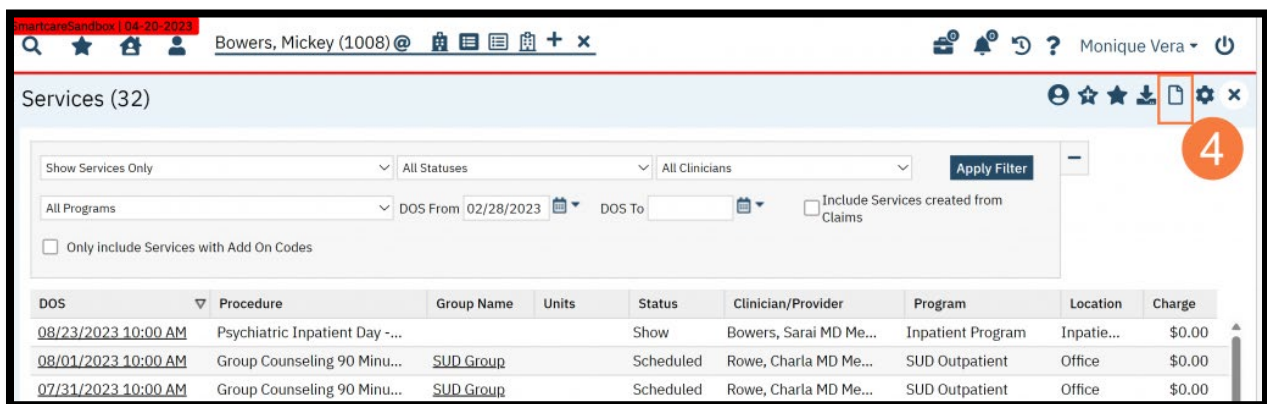 SmartcareSandbox | 04-20-2023
Bowers, Mickey (1008) @
0 0 ? Monique Vera
Services (32)
4
Show Services Only All Statuses All Clinicians Apply Filter
All Programs DOS From 02/28/2023 DOS To Include Services created from Claims
Only include Services with Add On Codes
DOS Procedure Group Name Units Status Clinician/Provider Program Location Charge
08/23/2023 10:00 AM Psychiatric Inpatient Day -... Show Bowers, Sarai MD Me... Inpatient Program Inpatie... $0.00
08/01/2023 10:00 AM Group Counseling 90 Minu... SUD Group Scheduled Rowe, Charla MD Me... SUD Outpatient Office $0.00
07/31/2023 10:00 AM Group Counseling 90 Minu... SUD Group Scheduled Rowe, Charla MD Me... SUD Outpatient Office $0.00